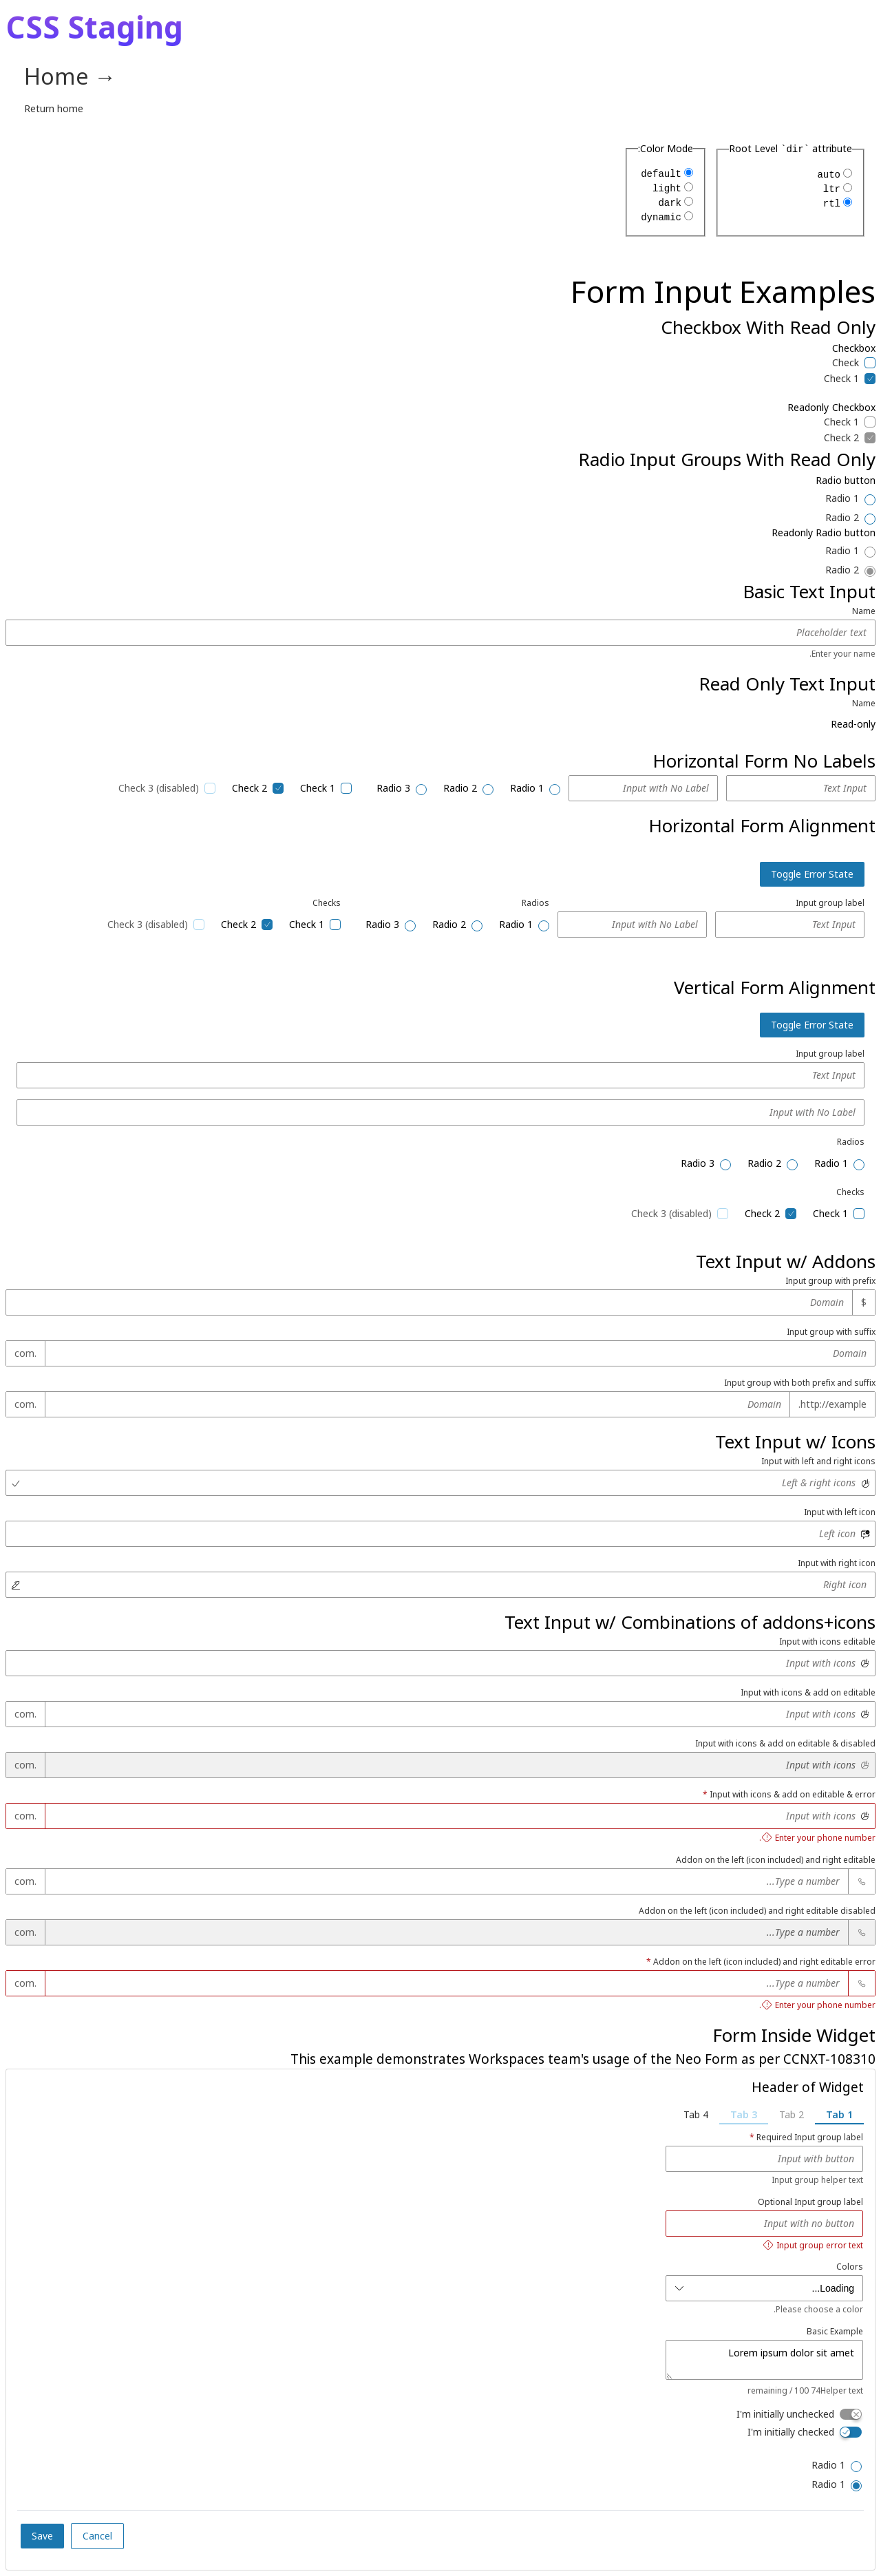 CSS Staging
Home →
Return home
Root Level `dir` attribute
auto
ltr
rtl
:Color Mode
default
light
dark
dynamic
Form Input Examples
Checkbox With Read Only
Checkbox
Check
Check 1
Readonly Checkbox
Check 1
Check 2
Radio Input Groups With Read Only
Radio button
Radio 1
Radio 2
Readonly Radio button
Radio 1
Radio 2
Basic Text Input
Name
Placeholder text
.Enter your name
Read Only Text Input
Name
Read-only
Horizontal Form No Labels
Check 3 (disabled) Check 2 Check 1 Radio 3 Radio 2 Radio 1 Input with No Label Text Input
Horizontal Form Alignment
Toggle Error State
Checks Radios Input group label
Check 3 (disabled) Check 2 Check 1 Radio 3 Radio 2 Radio 1 Input with No Label Text Input
Vertical Form Alignment
Toggle Error State
Input group label
Text Input
Input with No Label
Radios
Radio 3 Radio 2 Radio 1
Checks
Check 3 (disabled) Check 2 Check 1
Text Input w/ Addons
Input group with prefix
Domain $
Input group with suffix
com. Domain
Input group with both prefix and suffix
com. Domain .http://example
Text Input w/ Icons
Input with left and right icons
Left & right icons
Input with left icon
Left icon
Input with right icon
Right icon
Text Input w/ Combinations of addons+icons
Input with icons editable
Input with icons
Input with icons & add on editable
com. Input with icons
Input with icons & add on editable & disabled
com. Input with icons
* Input with icons & add on editable & error
com. Input with icons
. Enter your phone number
Addon on the left (icon included) and right editable
com. ...Type a number
Addon on the left (icon included) and right editable disabled
com. ...Type a number
* Addon on the left (icon included) and right editable error
com. ...Type a number
. Enter your phone number
Form Inside Widget
This example demonstrates Workspaces team's usage of the Neo Form as per CCNXT-108310
Header of Widget
Tab 4 Tab 3 Tab 2 Tab 1
* Required Input group label
Input with button
Input group helper text
Optional Input group label
Input with no button
Input group error text
Colors
...Loading
.Please choose a color
Basic Example
Lorem ipsum dolor sit amet
remaining / 100 74Helper text
I'm initially unchecked
I'm initially checked
Radio 1
Radio 1
Save Cancel